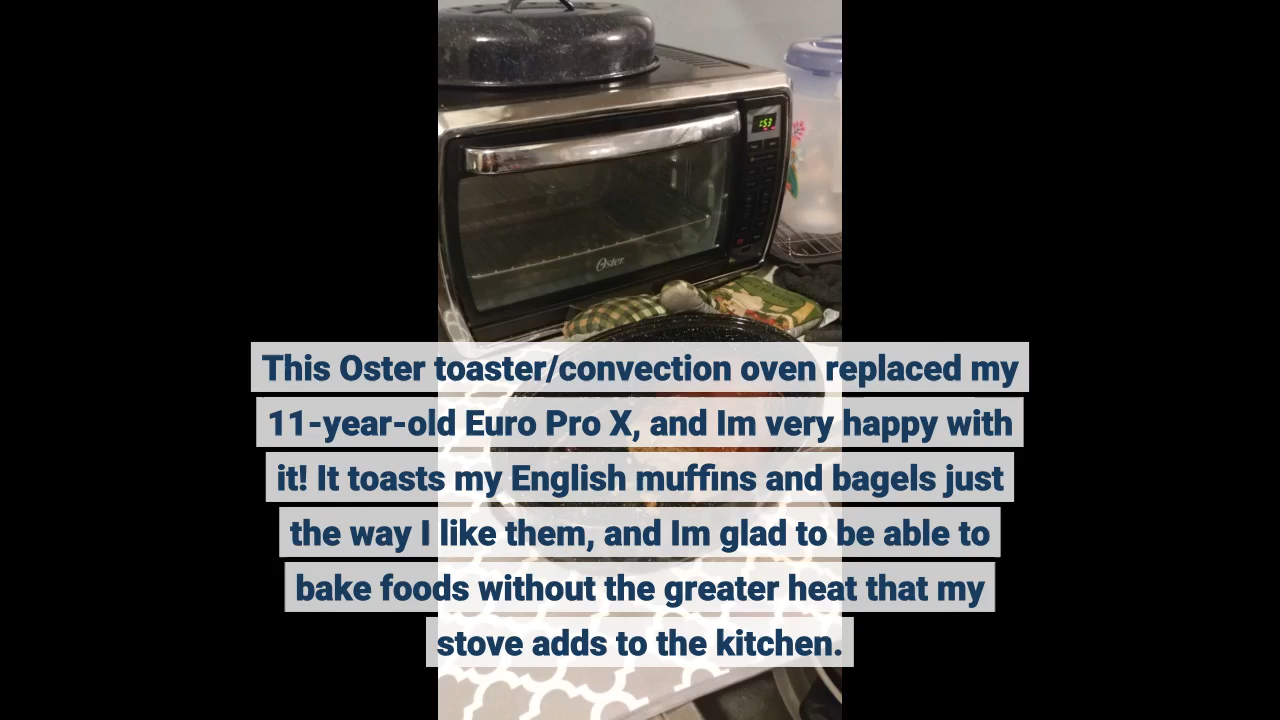 :53
Oster
This Oster toaster/convection oven replaced my
11-year-old Euro Pro X, and Im very happy with
it! It toasts my English muffins and bagels just
the way I like them, and Im glad to be able to
bake foods without the greater heat that my
stove adds to the kitchen.